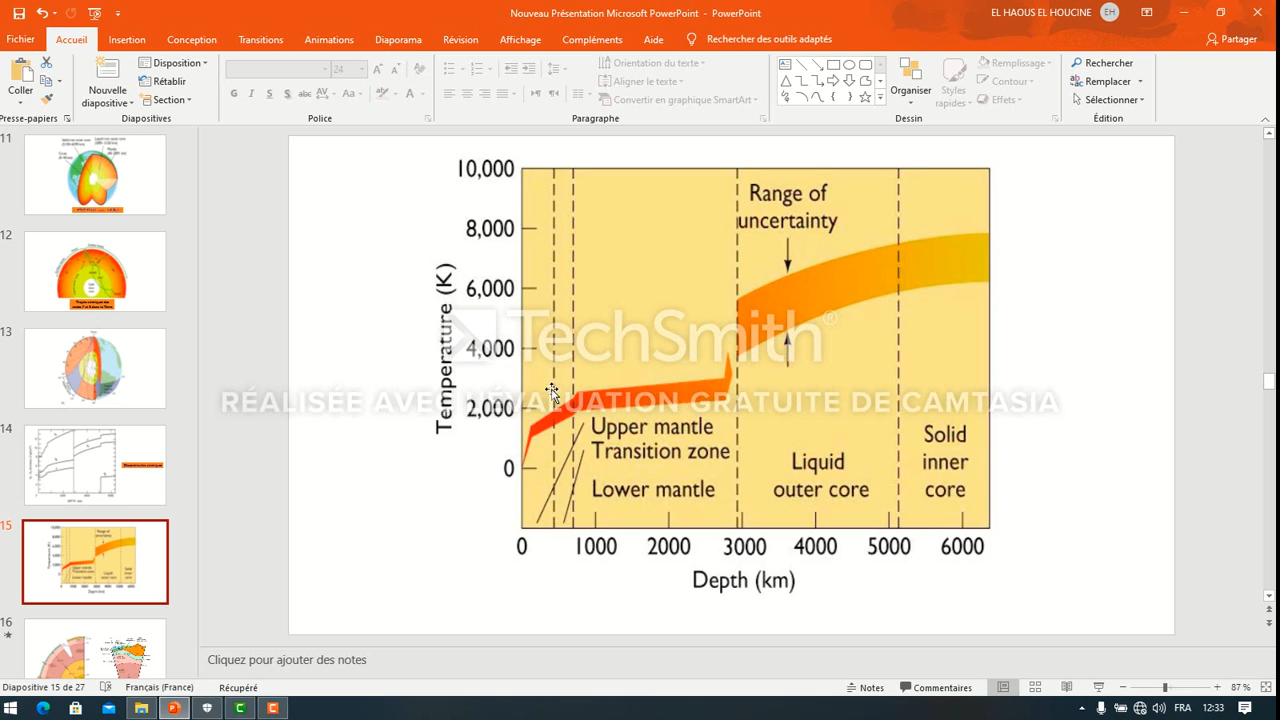 Nouveau Présentation Microsoft PowerPoint - PowerPoint
EL HAOUS EL HOUCINE
EH
Fichier
Accueil
Insertion
Conception
Transitions
Animations
Diaporama
Révision
Affichage
Compléments
Aide
Rechercher des outils adaptés
Partager
Coller
Presse-papiers
Nouvelle
diapositive
Disposition
Rétablir
Section
Diapositives
24
G I S S abc AV Aa
A
Police
Orientation du texte
Aligner le texte
Convertir en graphique SmartArt
Paragraphe
Organiser
Styles
rapides
Remplissage
Contour
Effets
Dessin
Rechercher
Remplacer
Sélectionner
Édition
11
12
13
14
15
16
10,000
8,000
6,000
4,000
2,000
0
Temperature (K)
Range of
uncertainty
Upper mantle
Transition zone
Lower mantle
Liquid
outer core
Solid
inner
core
0 1000 2000 3000 4000 5000 6000
Depth (km)
TechSmith®
RÉALISÉE AVEC L'ÉVALUATION GRATUITE DE CAMTASIA
Cliquez pour ajouter des notes
Diapositive 15 de 27
Français (France)
Récupéré
Notes
Commentaires
87 %
FRA
12:33